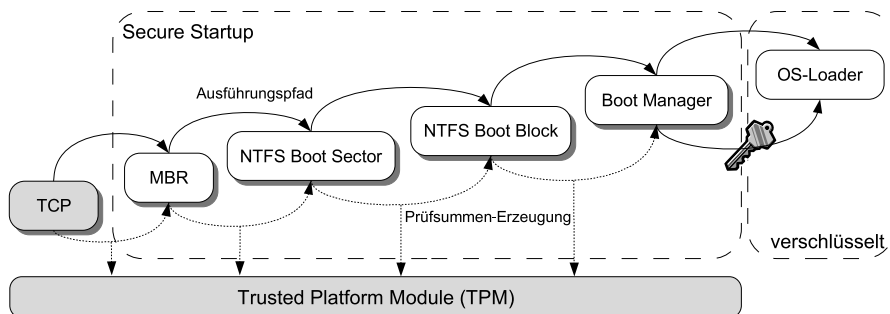 Secure Startup
OS-Loader
Ausführungspfad
Boot Manager
NTFS Boot Block
NTFS Boot Sector
MBR
TCP
Prüfsummen-Erzeugung
verschlüsselt
Trusted Platform Module (TPM)